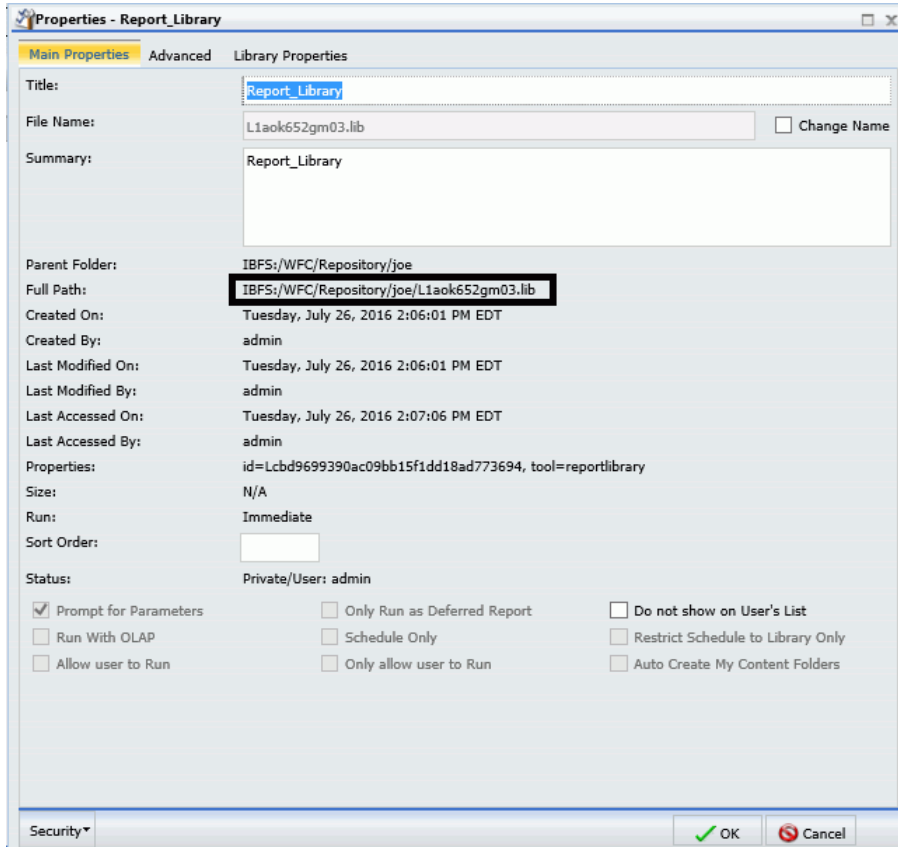 Properties - Report_Library
Main Properties Advanced Library Properties
Title: Report_Library
File Name: L1aok652gm03.lib Change Name
Summary: Report_Library
Parent Folder: IBFS:/WFC/Repository/joe
Full Path: IBFS:/WFC/Repository/joe/L1aok652gm03.lib
Created On: Tuesday, July 26, 2016 2:06:01 PM EDT
Created By: admin
Last Modified On: Tuesday, July 26, 2016 2:06:01 PM EDT
Last Modified By: admin
Last Accessed On: Tuesday, July 26, 2016 2:07:06 PM EDT
Last Accessed By: admin
Properties: id=Lcbd9699390ac09bb15f1dd18ad773694, tool=reportlibrary
Size: N/A
Run: Immediate
Sort Order:
Status: Private/User: admin
Prompt for Parameters Only Run as Deferred Report Do not show on User's List
Run With OLAP Schedule Only Restrict Schedule to Library Only
Allow user to Run Only allow user to Run Auto Create My Content Folders
Security OK Cancel